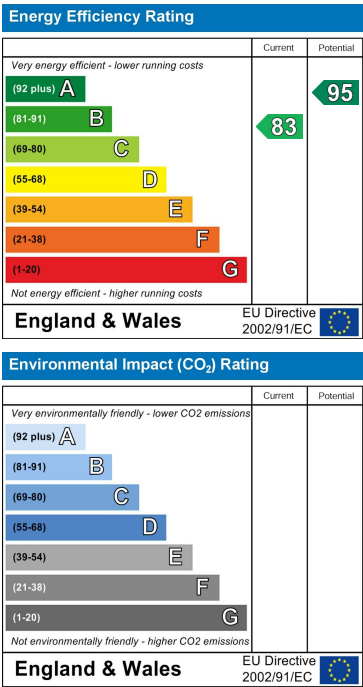 Energy Efficiency Rating
Current Potential
Very energy efficient - lower running costs
(92 plus) A
95
(81-91) B
83
(69-80) C
(55-68) D
(39-54) E
(21-38) F
(1-20) G
Not energy efficient - higher running costs
England & Wales
EU Directive
2002/91/EC
Environmental Impact (CO2) Rating
Current Potential
Very environmentally friendly - lower CO2 emissions
(92 plus) A
(81-91) B
(69-80) C
(55-68) D
(39-54) E
(21-38) F
(1-20) G
Not environmentally friendly - higher CO2 emissions
England & Wales
EU Directive
2002/91/EC